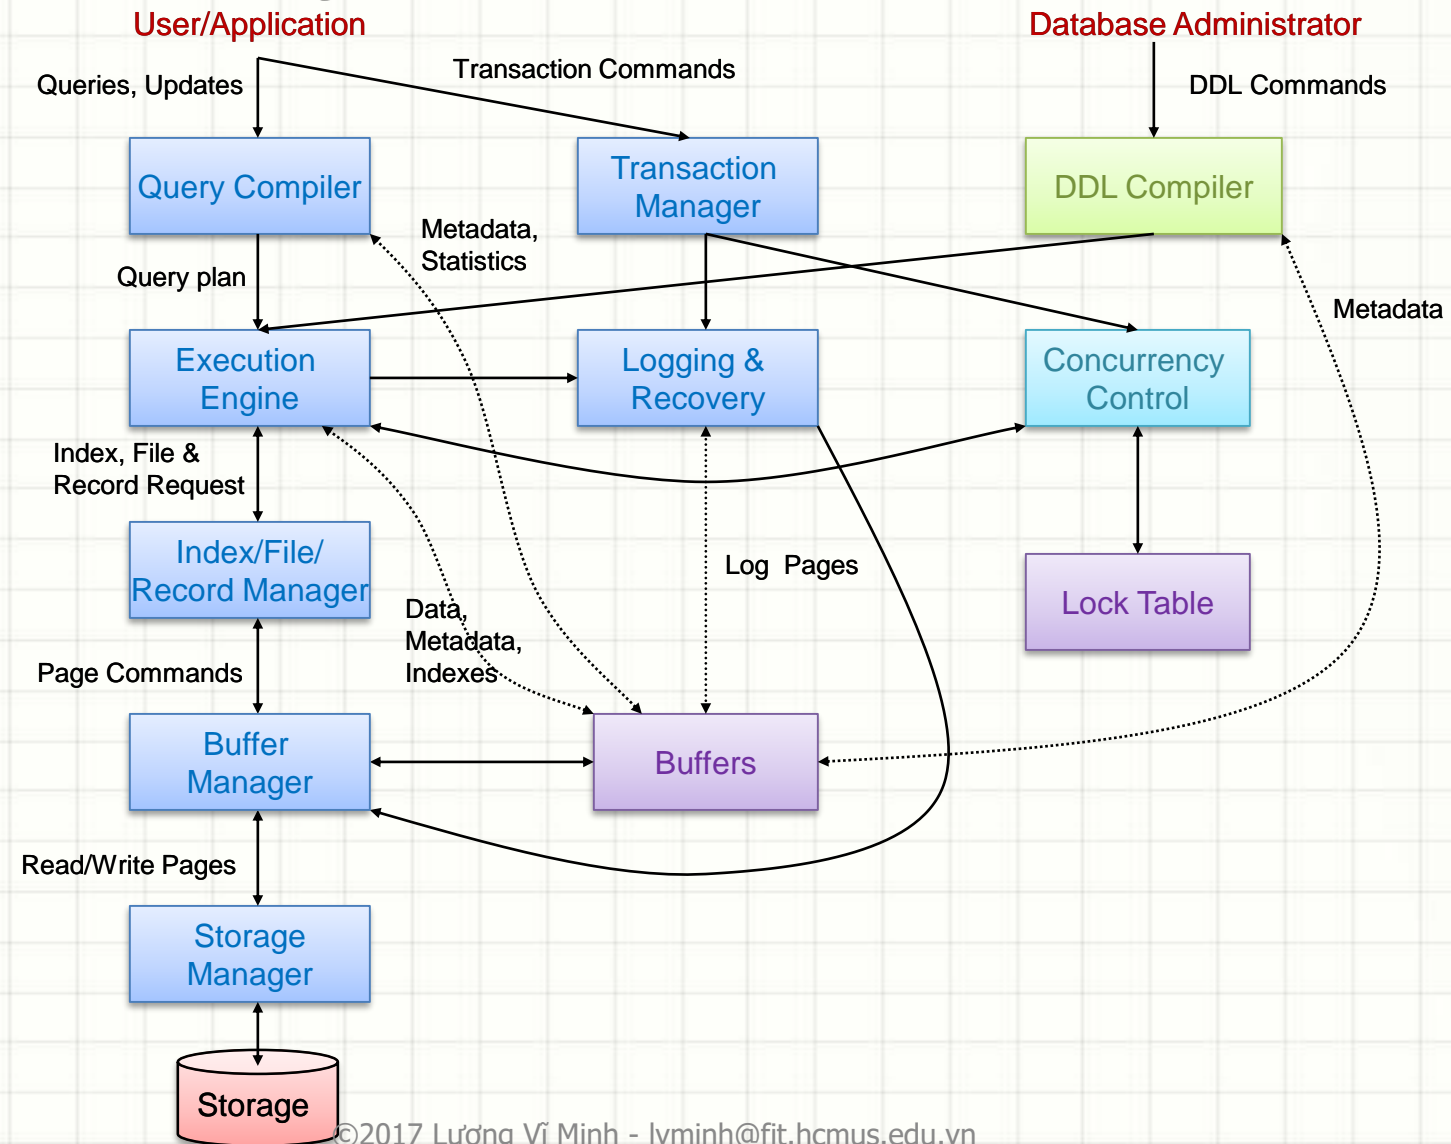 User/Application
Database Administrator
Queries, Updates
Transaction Commands
DDL Commands
Query Compiler
Transaction
Manager
DDL Compiler
Metadata,
Statistics
Query plan
Metadata
Execution
Engine
Logging &
Recovery
Concurrency
Control
Index, File &
Record Request
Index/File/
Record Manager
Log Pages
Lock Table
Data,
Metadata,
Indexes
Page Commands
Buffer
Manager
Buffers
Read/Write Pages
Storage
Manager
Storage
©2017 Lương Vĩ Minh - lvminh@fit.hcmus.edu.vn